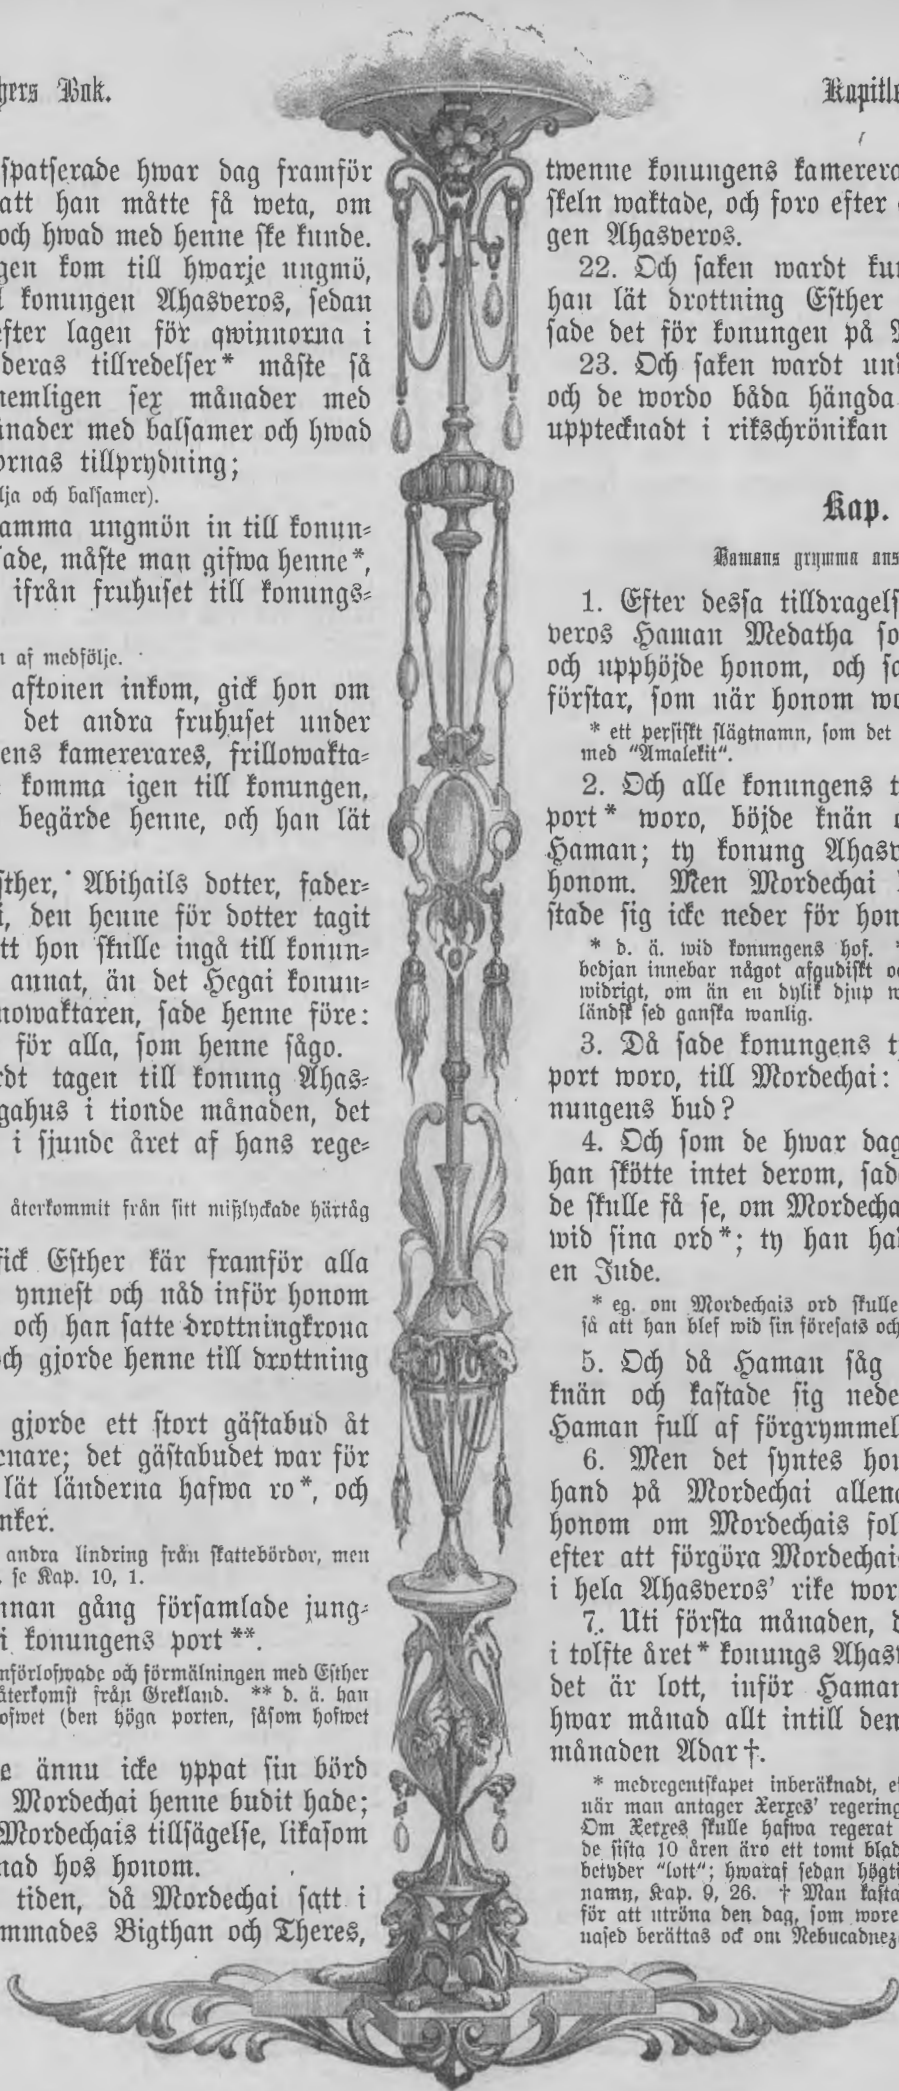 hers Bok.
spatserade hwar dag framför
att han måtte få weta, om
och hwad med henne ske kunde.
gen kom till hwarje ungmö,
l konungen Ahasveros, sedan
efter lagen för qwinnorna i
deras tillredelser* måste så
nemligen sex månader med
ånader med balsamer och hwad
ornas tillprydning;
lja och balsamer).
amma ungmön in till konun-
ade, måste man gifwa henne*,
ifrån fruhuset till konungs-
n af medfölje.
aftonen inkom, gick hon om
det andra fruhuset under
ens kamererares, frillowakta-
komma igen till konungen,
begärde henne, och han lät
sther, Abihails dotter, fader-
i, den henne för dotter tagit
tt hon skulle ingå till konun-
annat, än det Hegai konun-
nowaktaren, sade henne före:
för alla, som henne sågo.
rdt tagen till konung Ahas-
gahus i tionde månaden, det
i sjunde året af hans rege-
återkommit från sitt mißlyckade härtåg
fick Esther kär framför alla
ynnest och nåd inför honom
och han satte drottningkrona
och gjorde henne till drottning
gjorde ett stort gästabud åt
enare; det gästabudet war för
lät länderna hafwa ro*, och
nker.
andra lindring från skattebördor, men
. se Kap. 10, 1.
nnan gång församlade jung-
i konungens port**.
nförlofwade och förmälningen med Esther
återkomst från Grekland. ** d. ä. han
ofwet (den höga porten, såsom hofwet
e ännu icke yppat sin börd
Mordechai henne budit hade;
Mordechais tillsägelse, likasom
nad hos honom.
tiden, då Mordechai satt i
mmades Bigthan och Theres,
Kapitle
twenne konungens kamerera
skeln waktade, och foro efter
gen Ahasveros.
22. Och saken wardt kun
han lät drottning Esther
sade det för konungen på
23. Och saken wardt und
och de wordo båda hängda
upptecknadt i rikschrönikan
Kap.
Hamans grymma ans
1. Efter dessa tilldragels
veros Haman Medatha so
och upphöjde honom, och s
förstar, som när honom wo
* ett persiskt slägtnamn, som det
med "Amalekit".
2. Och alle konungens t
port* woro, böjde knän o
Haman; ty konung Ahasv
honom. Men Mordechai
stade sig icke neder för hon
* d. ä. wid konungens hof.
bedjan innebar något afgudiskt oc
widrigt, om än en dylik djup
ländsk sed ganska wanlig.
3. Då sade konungens t
port woro, till Mordechai:
nungens bud?
4. Och som de hwar dag
han skötte intet derom, sad
de skulle få se, om Mordecha
wid sina ord*; ty han ha
en Jude.
* eg. om Mordechais ord skulle
så att han blef wid sin föresats och
5. Och då Haman såg
knän och kastade sig nede
Haman full af förgrymmel
6. Men det syntes hon
hand på Mordechai allena
honom om Mordechais fol
efter att förgöra Mordechai
i hela Ahasveros' rike wor
7. Uti första månaden, d
i tolfte året* konungs Ahas
det är lott, inför Haman
hwar månad allt intill den
månaden Adar†.
* medregentskapet inberäknadt, e
när man antager Xerxes' regering
Om Xerxes skulle hafwa regerat
de sista 10 åren äro ett tomt blad
betyder "lott"; hwaraf sedan högti
namn, Kap. 9, 26. † Man kasta
för att utröna den dag, som wore
nased berättas ock om Nebucadnez